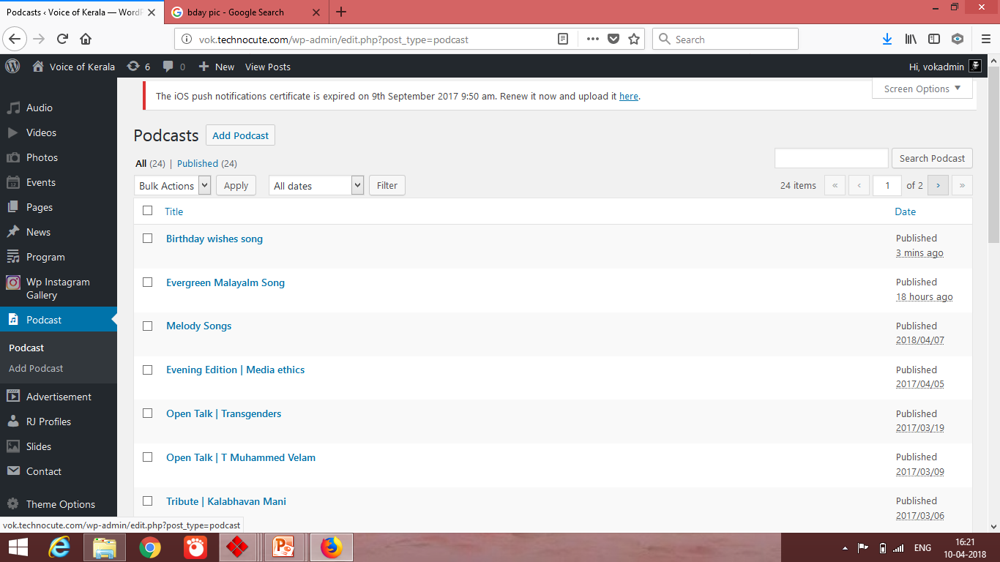 Podcasts ‹ Voice of Kerala — WordP
bday pic - Google Search
vok.technocute.com/wp-admin/edit.php?post_type=podcast
Search
Voice of Kerala
6
0
New
View Posts
Hi, vokadmin
The iOS push notifications certificate is expired on 9th September 2017 9:50 am. Renew it now and upload it here.
Screen Options
Audio
Videos
Photos
Events
Pages
News
Program
Wp Instagram
Gallery
Podcast
Podcast
Add Podcast
Advertisement
RJ Profiles
Slides
Contact
Theme Options
Podcasts
Add Podcast
All (24) | Published (24)
Search Podcast
Bulk Actions
Apply
All dates
Filter
24 items « ‹ 1 of 2 › »
Title
Date
Birthday wishes song
Published
3 mins ago
Evergreen Malayalm Song
Published
18 hours ago
Melody Songs
Published
2018/04/07
Evening Edition | Media ethics
Published
2017/04/05
Open Talk | Transgenders
Published
2017/03/19
Open Talk | T Muhammed Velam
Published
2017/03/09
Tribute | Kalabhavan Mani
Published
2017/03/06
vok.technocute.com/wp-admin/edit.php?post_type=podcast
ENG
16:21
10-04-2018